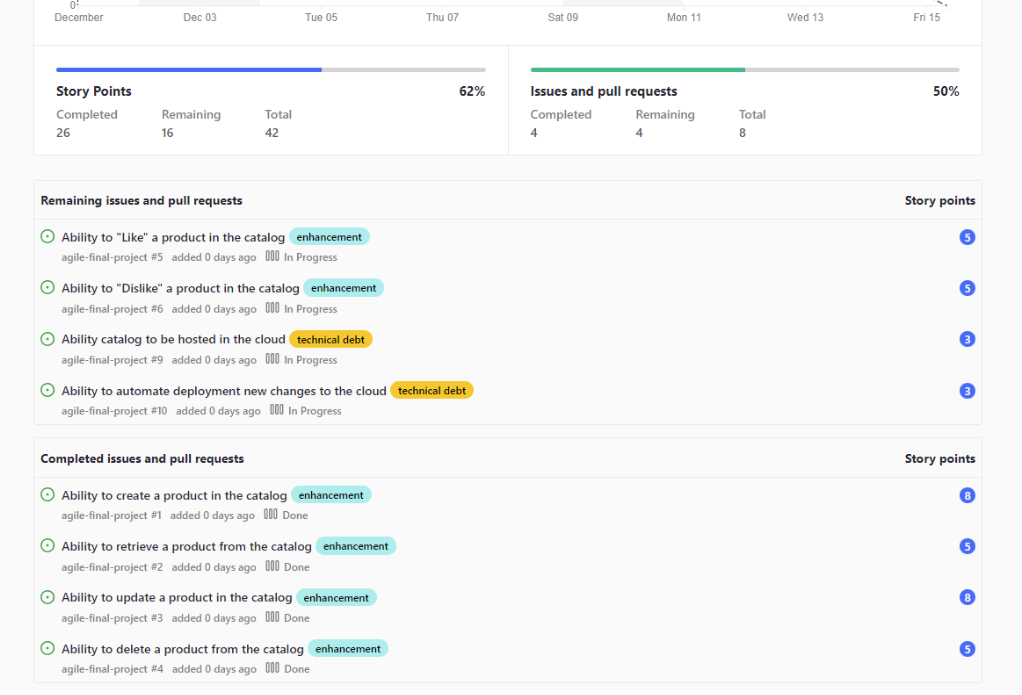 0
December Dec 03 Tue 05 Thu 07 Sat 09 Mon 11 Wed 13 Fri 15
Story Points 62%
Completed Remaining Total
26 16 42
Issues and pull requests 50%
Completed Remaining Total
4 4 8
Remaining issues and pull requests Story points
Ability to "Like" a product in the catalog enhancement 5
agile-final-project #5 added 0 days ago In Progress
Ability to "Dislike" a product in the catalog enhancement 5
agile-final-project #6 added 0 days ago In Progress
Ability catalog to be hosted in the cloud technical debt 3
agile-final-project #9 added 0 days ago In Progress
Ability to automate deployment new changes to the cloud technical debt 3
agile-final-project #10 added 0 days ago In Progress
Completed issues and pull requests Story points
Ability to create a product in the catalog enhancement 8
agile-final-project #1 added 0 days ago Done
Ability to retrieve a product from the catalog enhancement 5
agile-final-project #2 added 0 days ago Done
Ability to update a product in the catalog enhancement 8
agile-final-project #3 added 0 days ago Done
Ability to delete a product from the catalog enhancement 5
agile-final-project #4 added 0 days ago Done